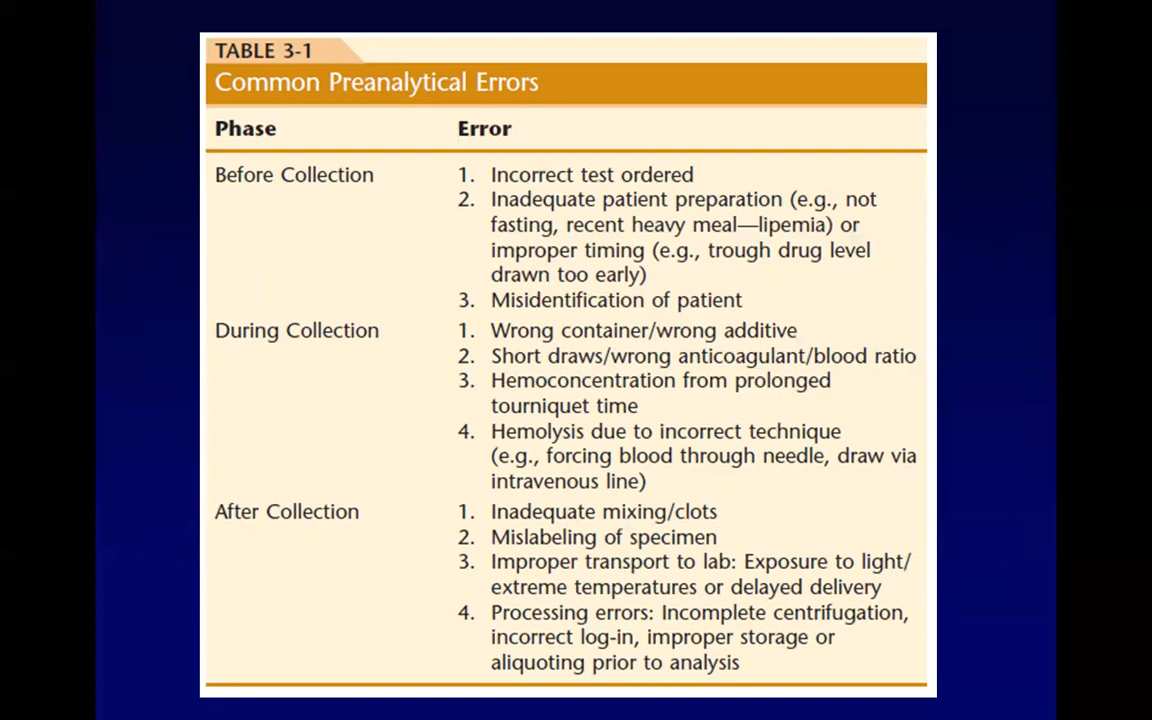 TABLE 3-1
Common Preanalytical Errors
Phase Error
Before Collection 1. Incorrect test ordered
2. Inadequate patient preparation (e.g., not
fasting, recent heavy meal—lipemia) or
improper timing (e.g., trough drug level
drawn too early)
3. Misidentification of patient
During Collection 1. Wrong container/wrong additive
2. Short draws/wrong anticoagulant/blood ratio
3. Hemoconcentration from prolonged
tourniquet time
4. Hemolysis due to incorrect technique
(e.g., forcing blood through needle, draw via
intravenous line)
After Collection 1. Inadequate mixing/clots
2. Mislabeling of specimen
3. Improper transport to lab: Exposure to light/
extreme temperatures or delayed delivery
4. Processing errors: Incomplete centrifugation,
incorrect log-in, improper storage or
aliquoting prior to analysis